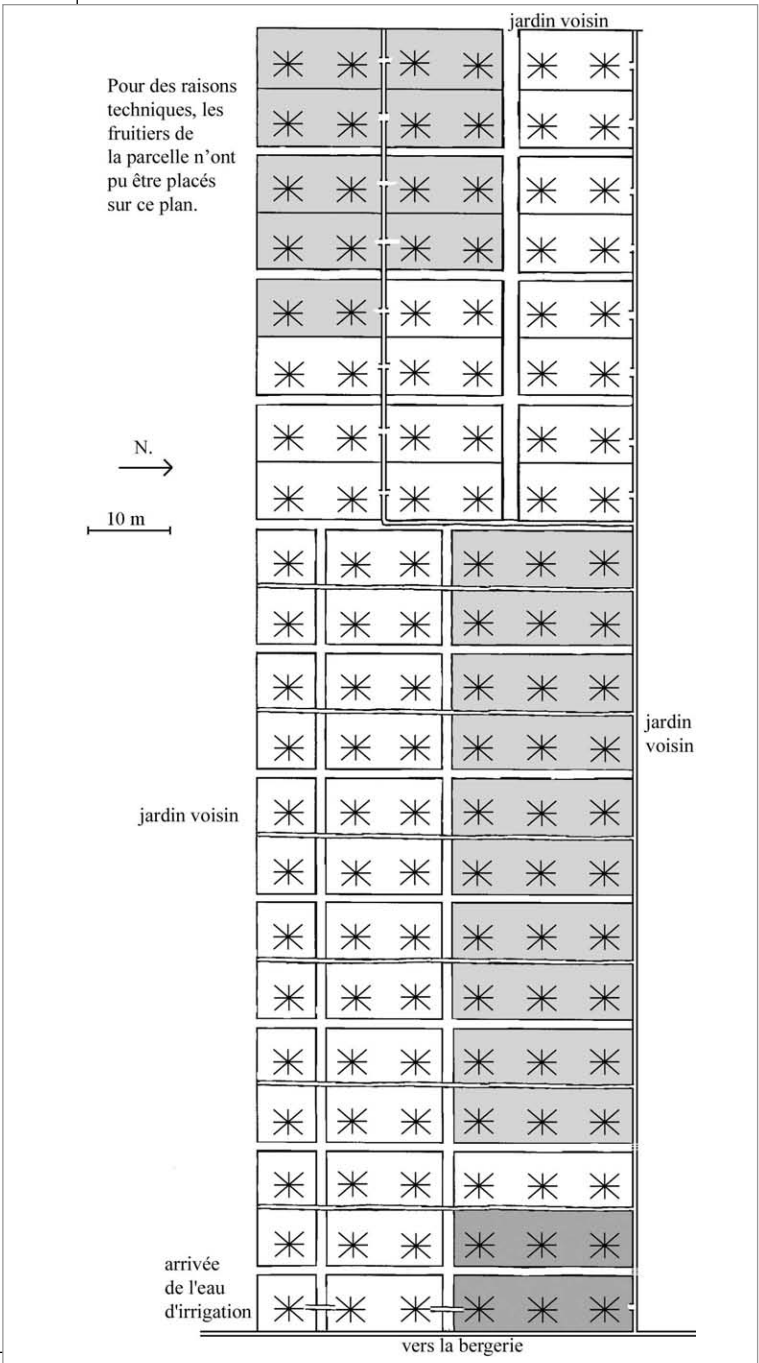 jardin voisin
Pour des raisons
techniques, les
fruitiers de
la parcelle n’ont
pu être placés
sur ce plan.
N.
10 m
jardin
voisin
jardin voisin
arrivée
de l'eau
d'irrigation
vers la bergerie